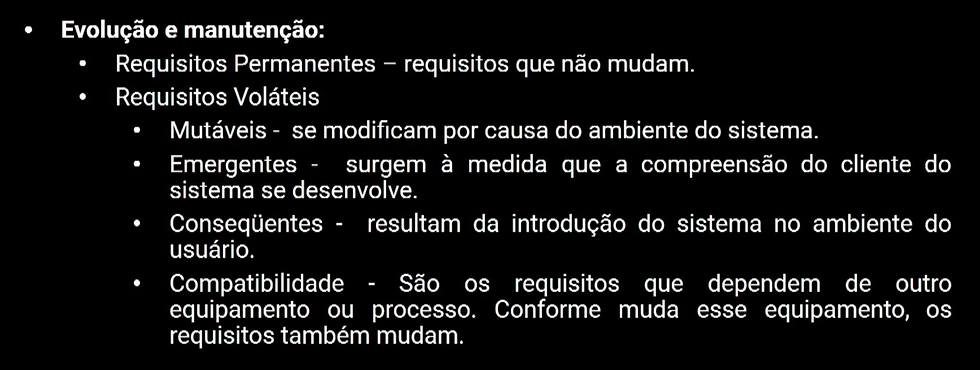 • Evolução e manutenção:
• Requisitos Permanentes – requisitos que não mudam.
• Requisitos Voláteis
• Mutáveis - se modificam por causa do ambiente do sistema.
• Emergentes - surgem à medida que a compreensão do cliente do
sistema se desenvolve.
• Conseqüentes - resultam da introdução do sistema no ambiente do
usuário.
• Compatibilidade - São os requisitos que dependem de outro
equipamento ou processo. Conforme muda esse equipamento, os
requisitos também mudam.